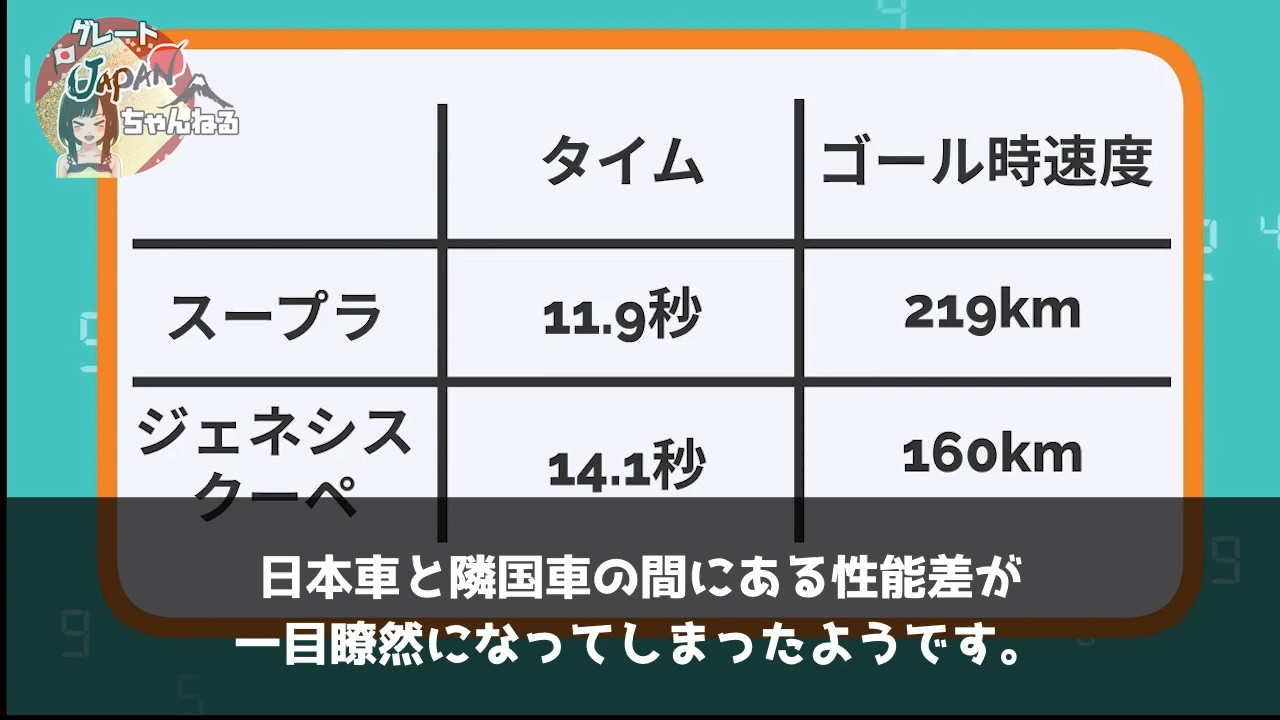 グレート
JAPAN
ちゃんねる
タイム
ゴール時速度
スープラ
11.9秒
219km
ジェネシス
クーペ
14.1秒
160km
日本車と隣国車の間にある性能差が
一目瞭然になってしまったようです。